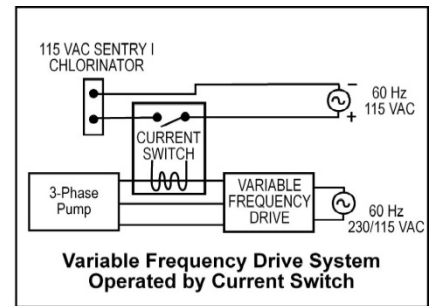 115 VAC SENTRY I
CHLORINATOR
−
60 Hz
115 VAC
+
CURRENT
SWITCH
3-Phase
Pump
VARIABLE
FREQUENCY
DRIVE
60 Hz
230/115 VAC
Variable Frequency Drive System
Operated by Current Switch